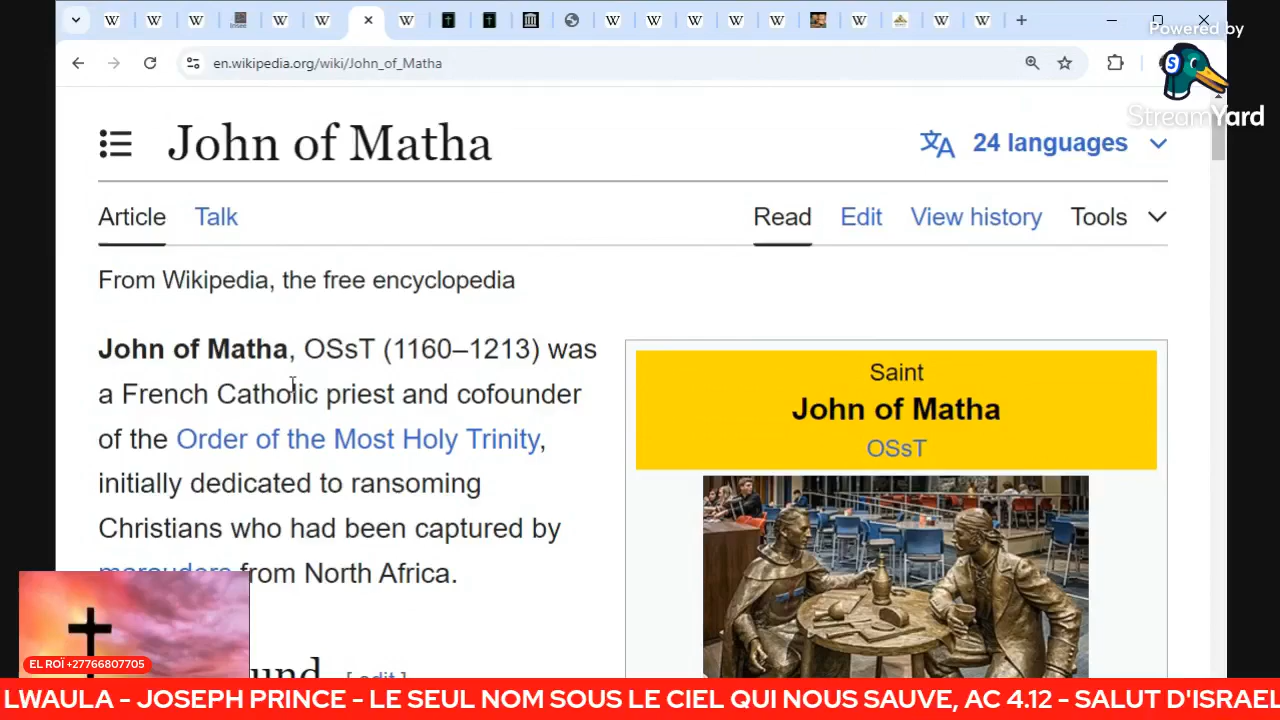 Powered by
StreamYard
en.wikipedia.org/wiki/John_of_Matha
John of Matha
24 languages
Article Talk Read Edit View history Tools
From Wikipedia, the free encyclopedia
John of Matha, OSsT (1160–1213) was
a French Catholic priest and cofounder
of the Order of the Most Holy Trinity,
initially dedicated to ransoming
Christians who had been captured by
marauders from North Africa.
[ edit ]
Saint
John of Matha
OSsT
EL ROÏ +27766807705
LWAULA - JOSEPH PRINCE - LE SEUL NOM SOUS LE CIEL QUI NOUS SAUVE, AC 4.12 - SALUT D'ISRAEL